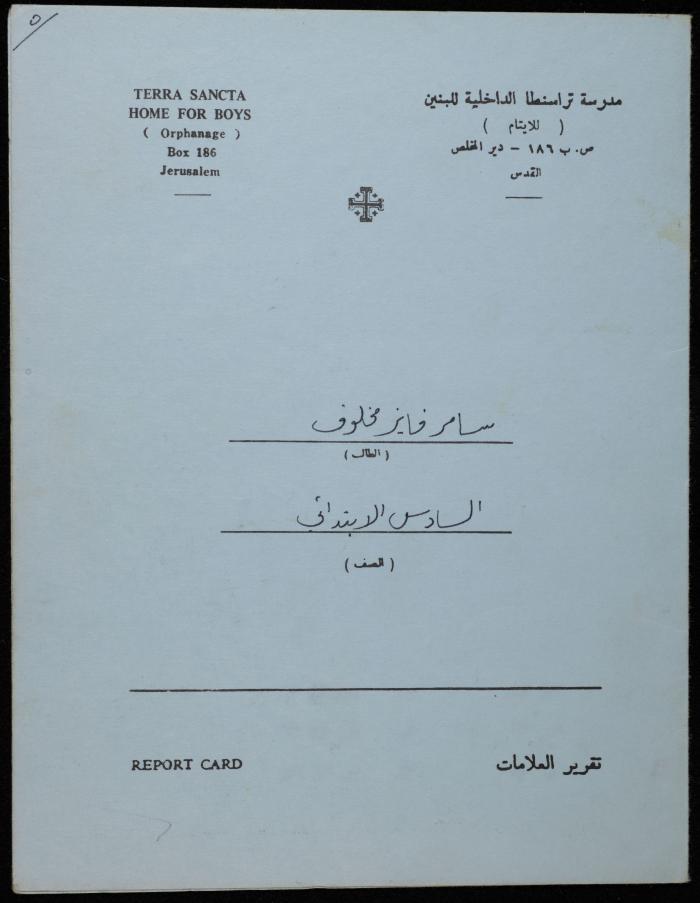 ٥
TERRA SANCTA
HOME FOR BOYS
( Orphanage )
Box 186
Jerusalem
مدرسة تراسنطا الداخلية للبنين
( للايتام )
ص. ب ١٨٦ - دير المخلص
القدس
سامر فايز مخلوف
(الطالب)
السادس الابتدائي
(الصف)
REPORT CARD
تقرير العلامات